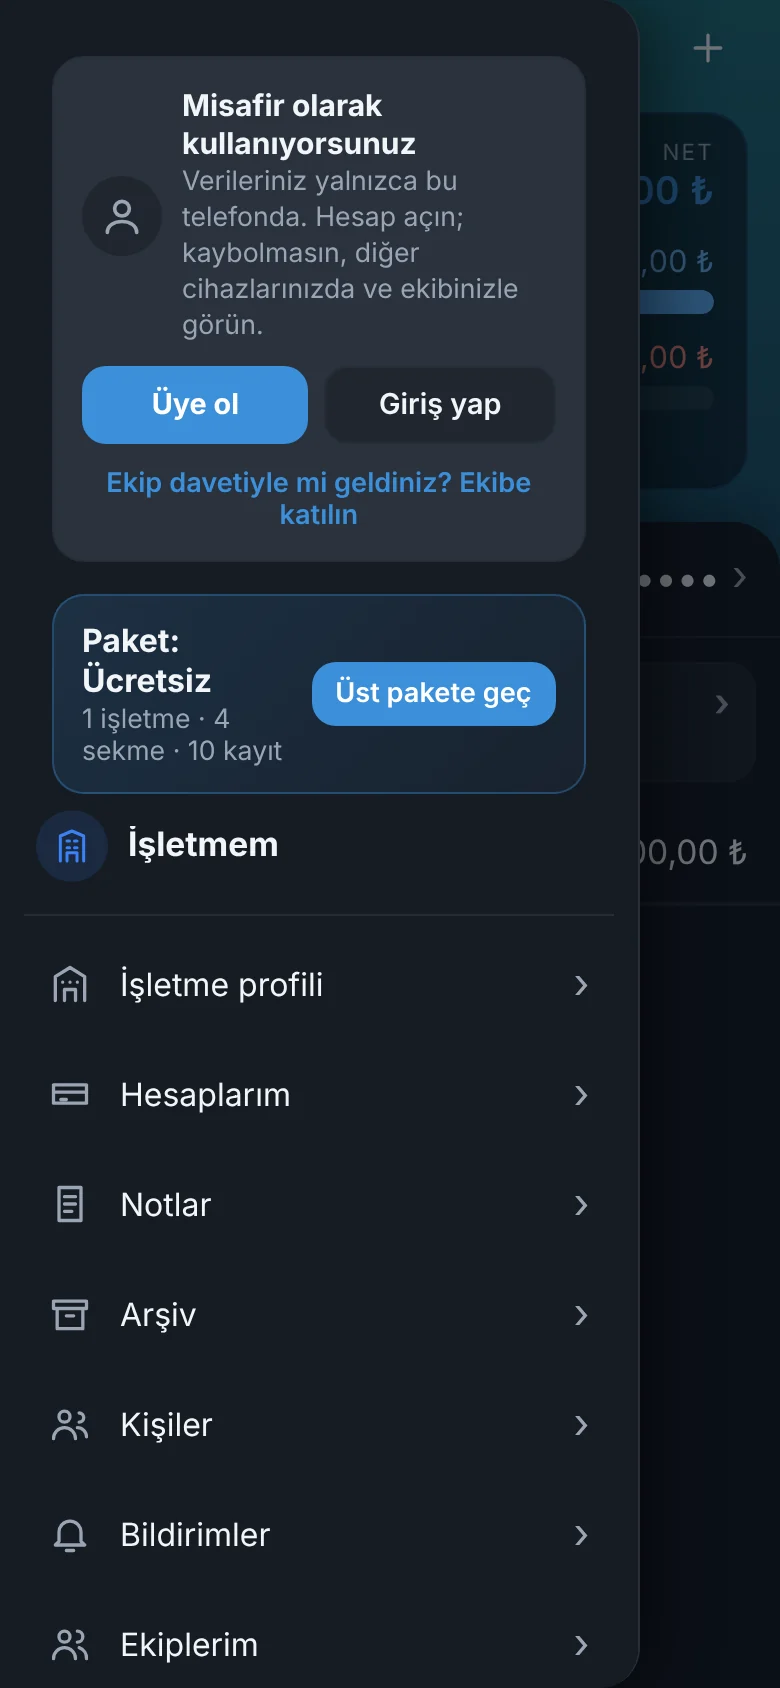 Misafir olarak
kullanıyorsunuz
Verileriniz yalnızca bu
telefonda. Hesap açın;
kaybolmasın, diğer
cihazlarınızda ve ekibinizle
görün.
Üye ol
Giriş yap
Ekip davetiyle mi geldiniz? Ekibe
katılın
NET
00 ₺
,00 ₺
,00 ₺
Paket:
Ücretsiz
1 işletme · 4
sekme · 10 kayıt
Üst pakete geç
İşletmem
00,00 ₺
İşletme profili
Hesaplarım
Notlar
Arşiv
Kişiler
Bildirimler
Ekiplerim